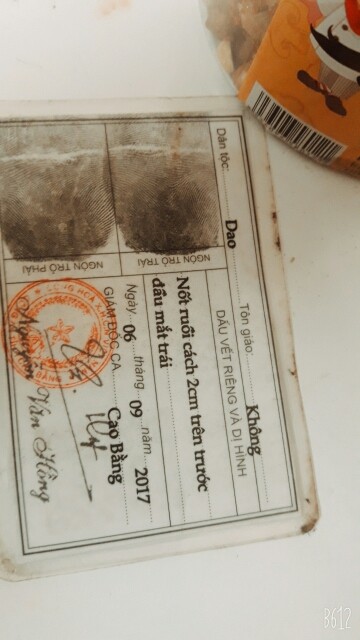 Dân tộc: Dao Tôn giáo: Không
DẤU VẾT RIÊNG VÀ DỊ HÌNH
Nốt ruồi cách 2cm trên trước
đầu mắt trái
Ngày 06 tháng 09 năm 2017
GIÁM ĐỐC CA Cao Bằng
NGÓN TRỎ TRÁI
NGÓN TRỎ PHẢI
Nguyễn Văn Hồng
B612